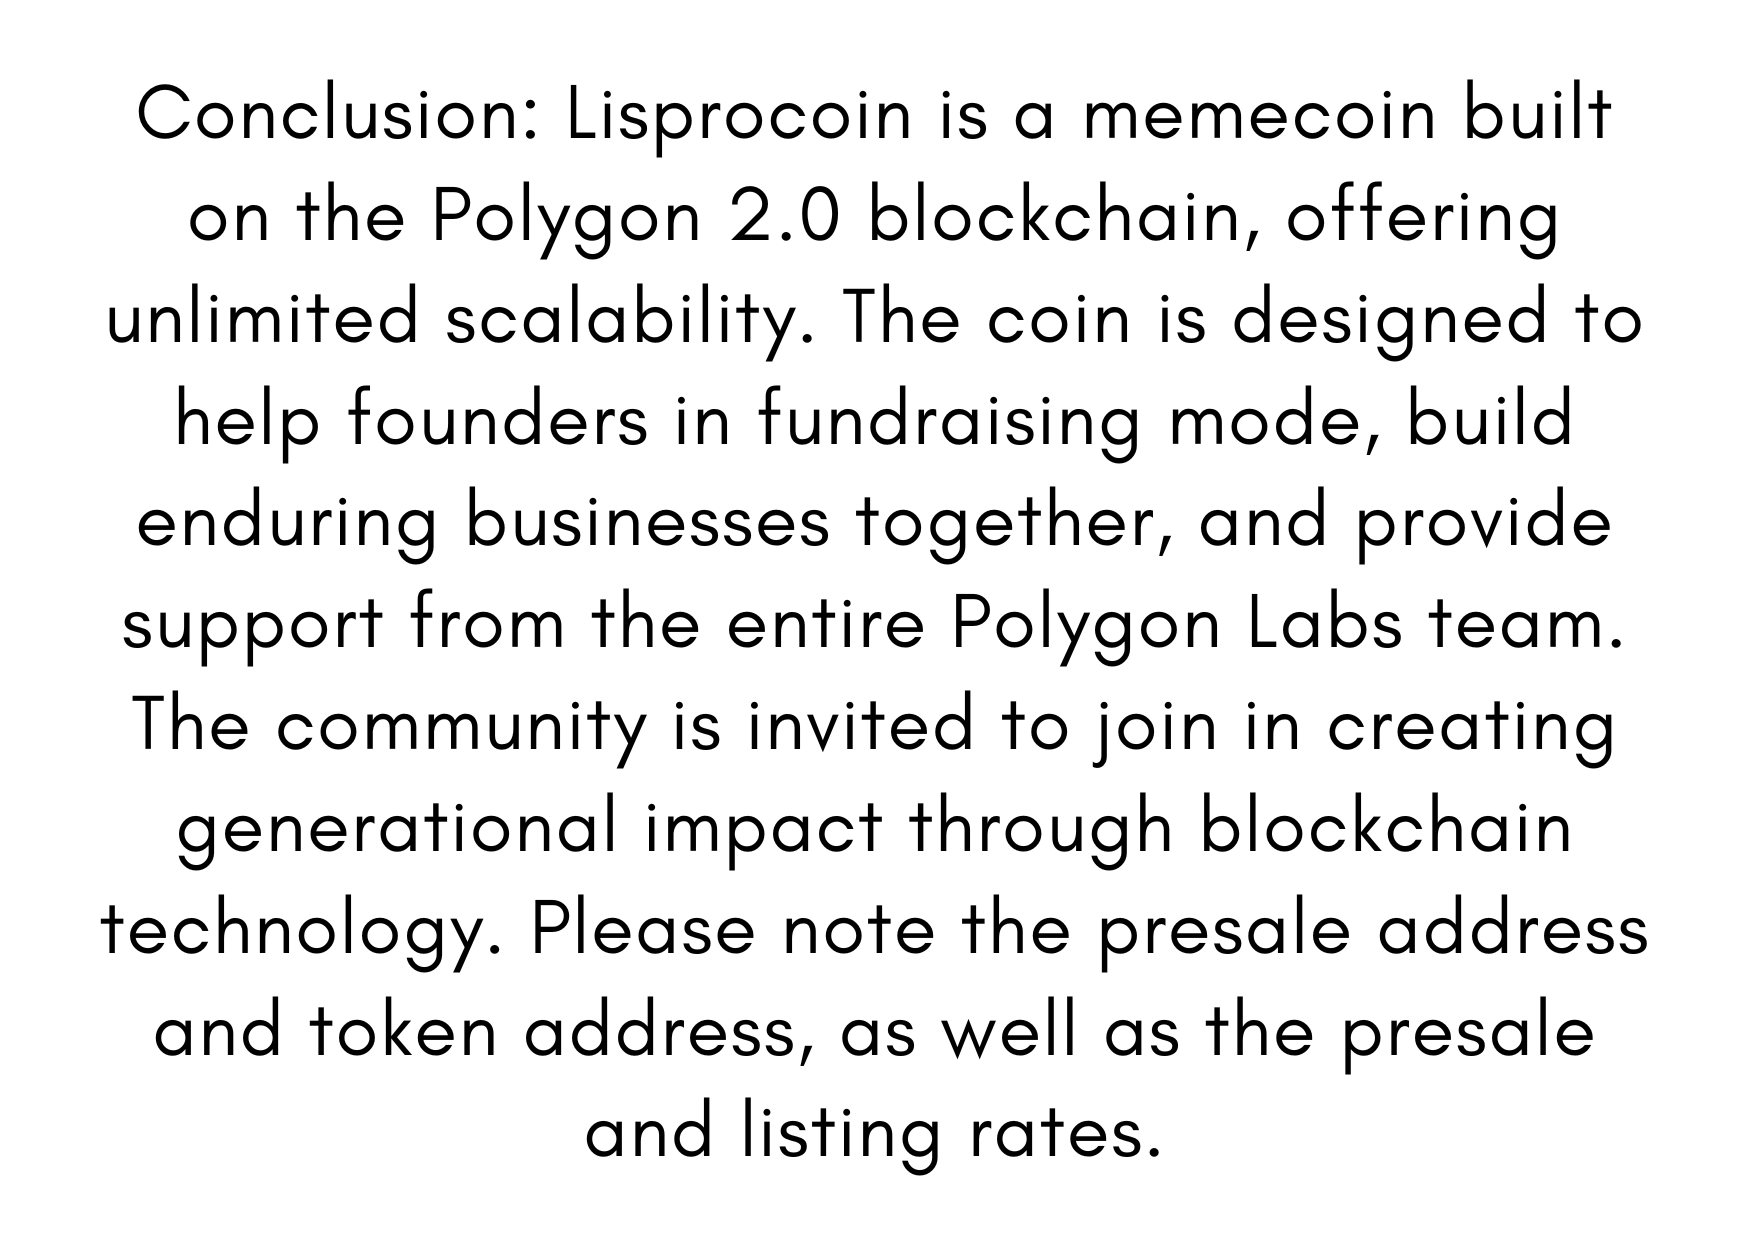 Conclusion: Lisprocoin is a memecoin built
on the Polygon 2.0 blockchain, offering
unlimited scalability. The coin is designed to
help founders in fundraising mode, build
enduring businesses together, and provide
support from the entire Polygon Labs team.
The community is invited to join in creating
generational impact through blockchain
technology. Please note the presale address
and token address, as well as the presale
and listing rates.